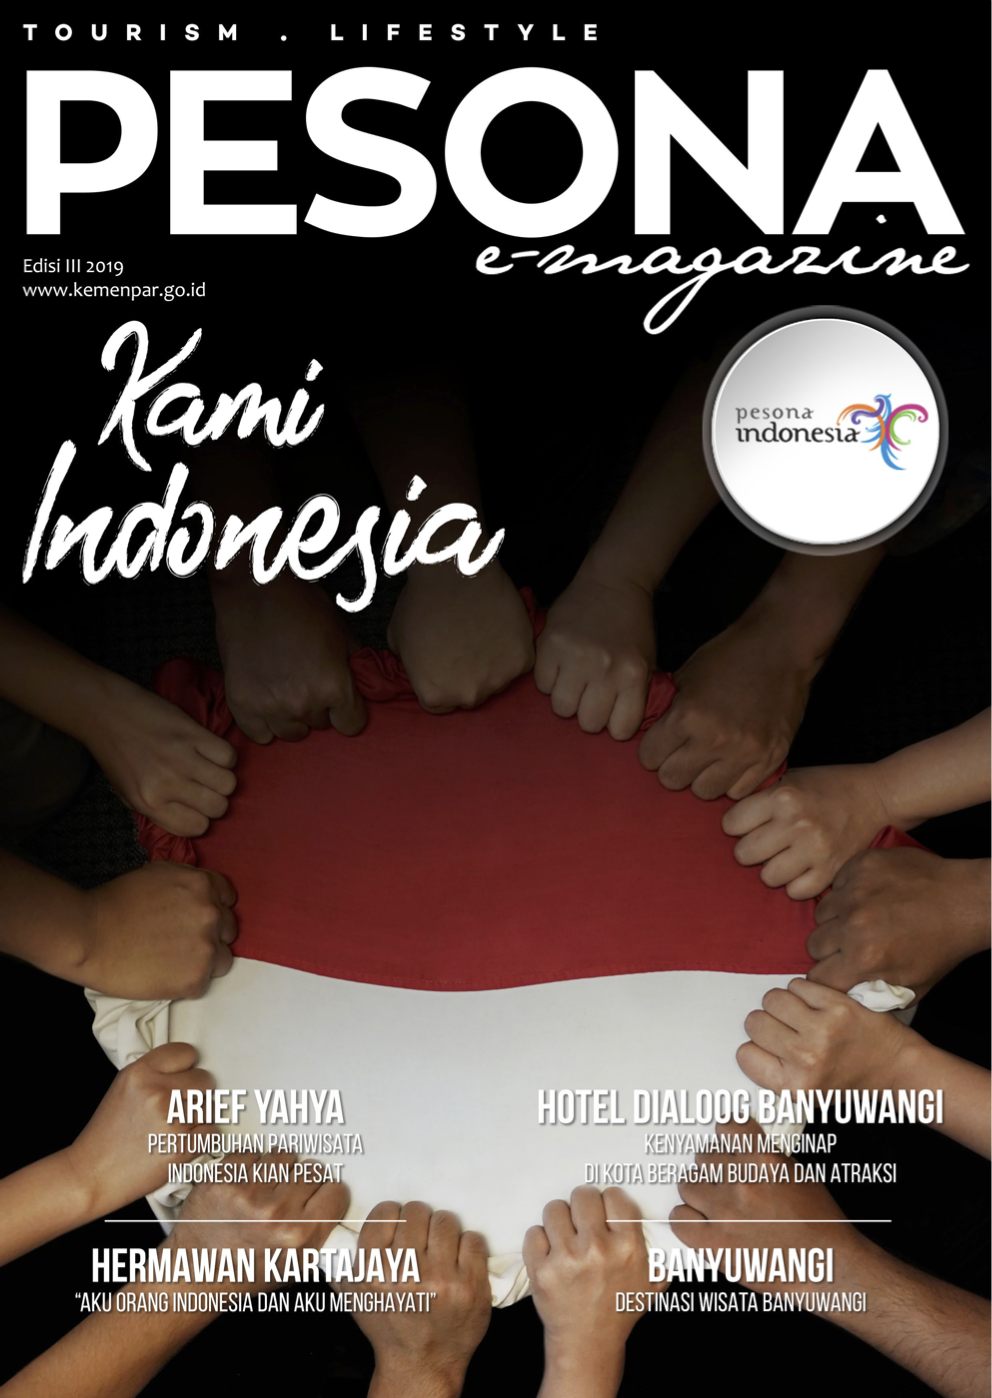 TOURISM . LIFESTYLE
PESONA
e-magazine
Edisi III 2019
www.kemenpar.go.id
Kami
Indonesia
pesona
indonesia
ARIEF YAHYA
PERTUMBUHAN PARIWISATA
INDONESIA KIAN PESAT
HOTEL DIALOOG BANYUWANGI
KENYAMANAN MENGINAP
DI KOTA BERAGAM BUDAYA DAN ATRAKSI
HERMAWAN KARTAJAYA
“AKU ORANG INDONESIA DAN AKU MENGHAYATI”
BANYUWANGI
DESTINASI WISATA BANYUWANGI